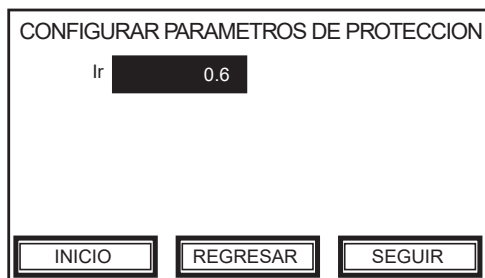 CONFIGURAR PARAMETROS DE PROTECCION
Ir 0.6
INICIO REGRESAR SEGUIR